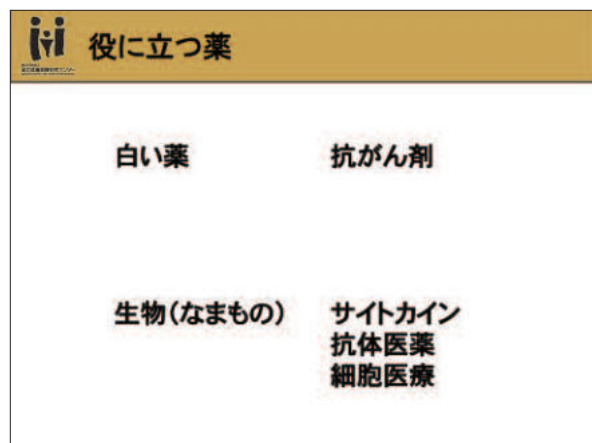 役に立つ薬
白い薬 抗がん剤
生物（なまもの） サイトカイン
抗体医薬
細胞医療